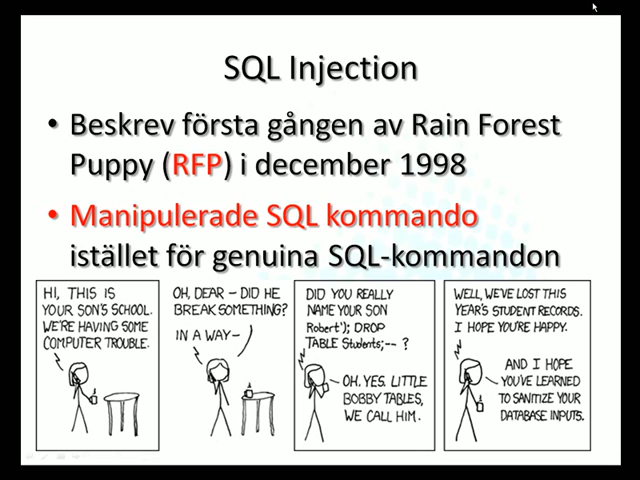 SQL Injection
• Beskrev första gången av Rain Forest
Puppy (RFP) i december 1998
• Manipulerade SQL kommando
istället för genuina SQL-kommandon
HI, THIS IS
YOUR SON'S SCHOOL.
WE'RE HAVING SOME
COMPUTER TROUBLE.
OH, DEAR – DID HE
BREAK SOMETHING?
IN A WAY–
DID YOU REALLY
NAME YOUR SON
Robert'); DROP
TABLE Students;-- ?
OH. YES. LITTLE
BOBBY TABLES,
WE CALL HIM.
WELL, WE'VE LOST THIS
YEAR'S STUDENT RECORDS.
I HOPE YOU'RE HAPPY.
AND I HOPE
YOU'VE LEARNED
TO SANITIZE YOUR
DATABASE INPUTS.